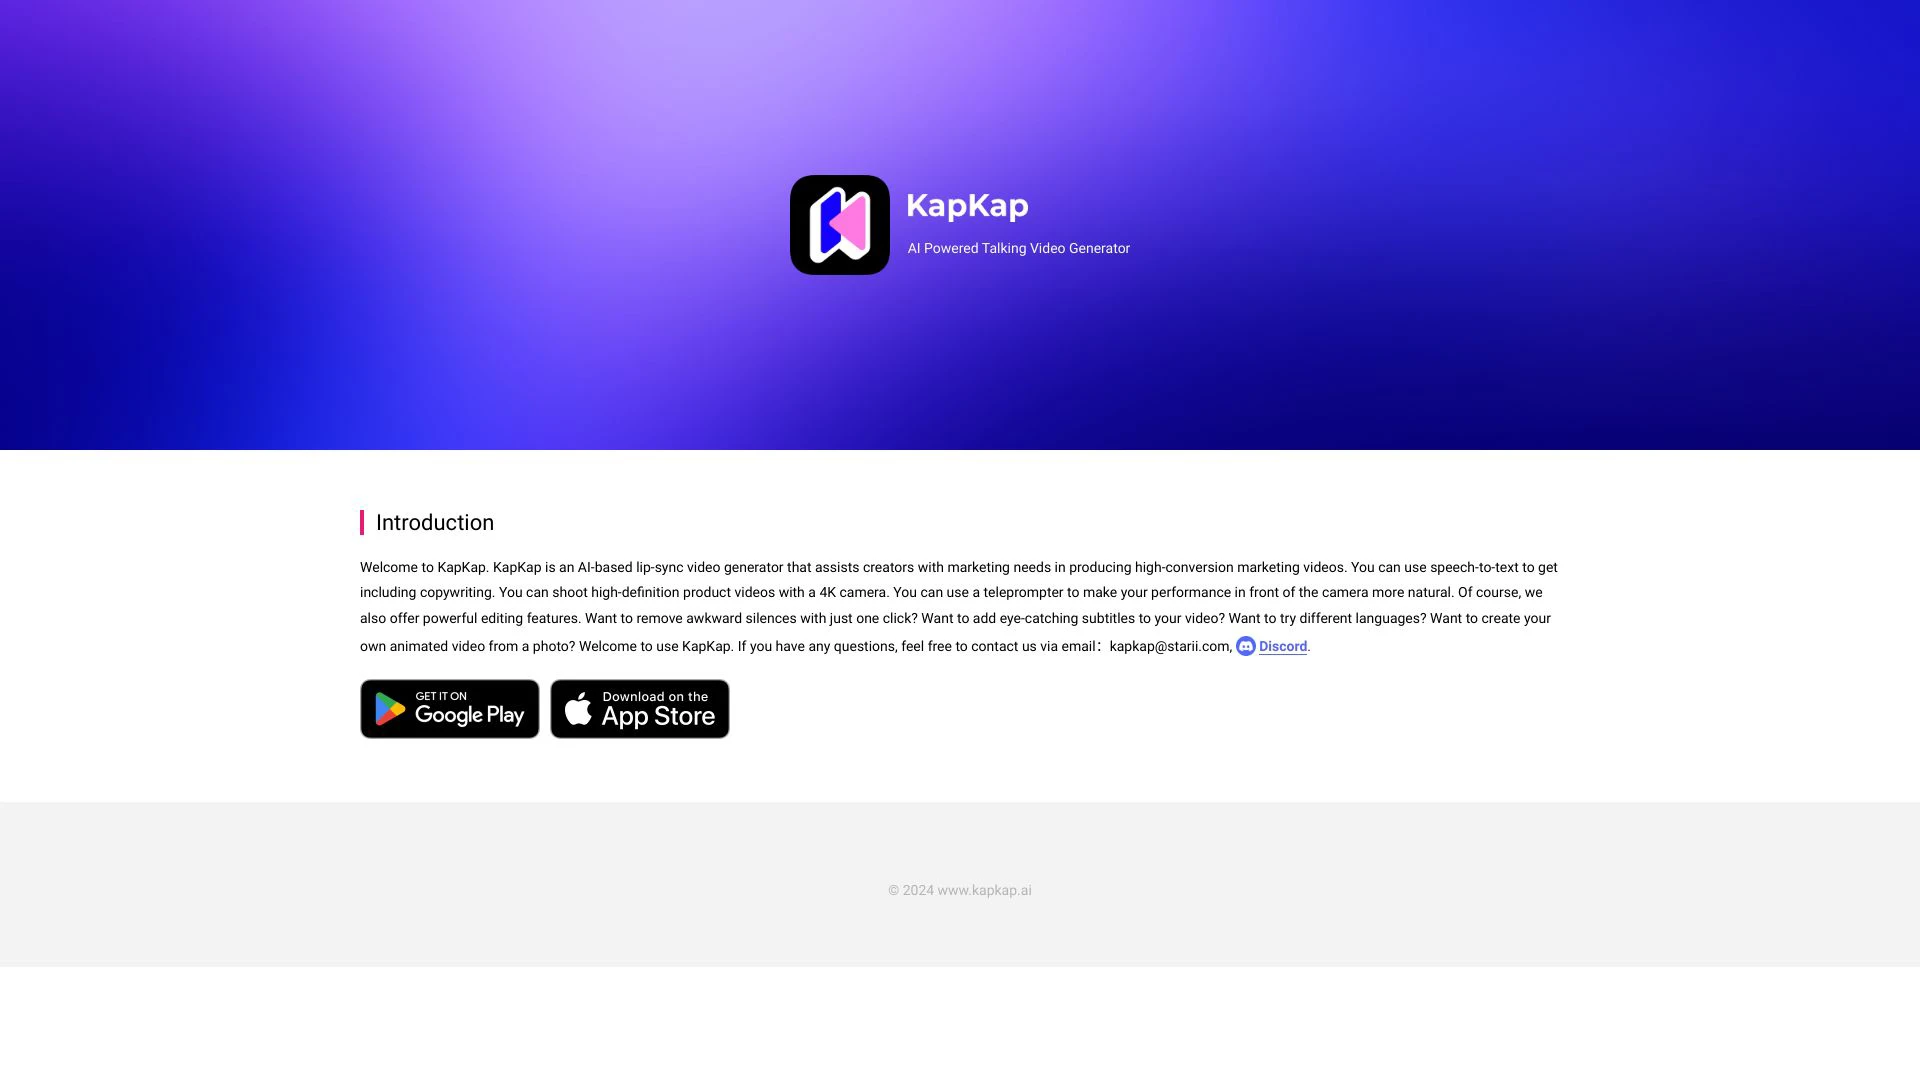 KapKap
AI Powered Talking Video Generator
Introduction
Welcome to KapKap. KapKap is an AI-based lip-sync video generator that assists creators with marketing needs in producing high-conversion marketing videos. You can use speech-to-text to get
including copywriting. You can shoot high-definition product videos with a 4K camera. You can use a teleprompter to make your performance in front of the camera more natural. Of course, we
also offer powerful editing features. Want to remove awkward silences with just one click? Want to add eye-catching subtitles to your video? Want to try different languages? Want to create your
own animated video from a photo? Welcome to use KapKap. If you have any questions, feel free to contact us via email：kapkap@starii.com, Discord.
GET IT ON
Google Play
Download on the
App Store
© 2024 www.kapkap.ai